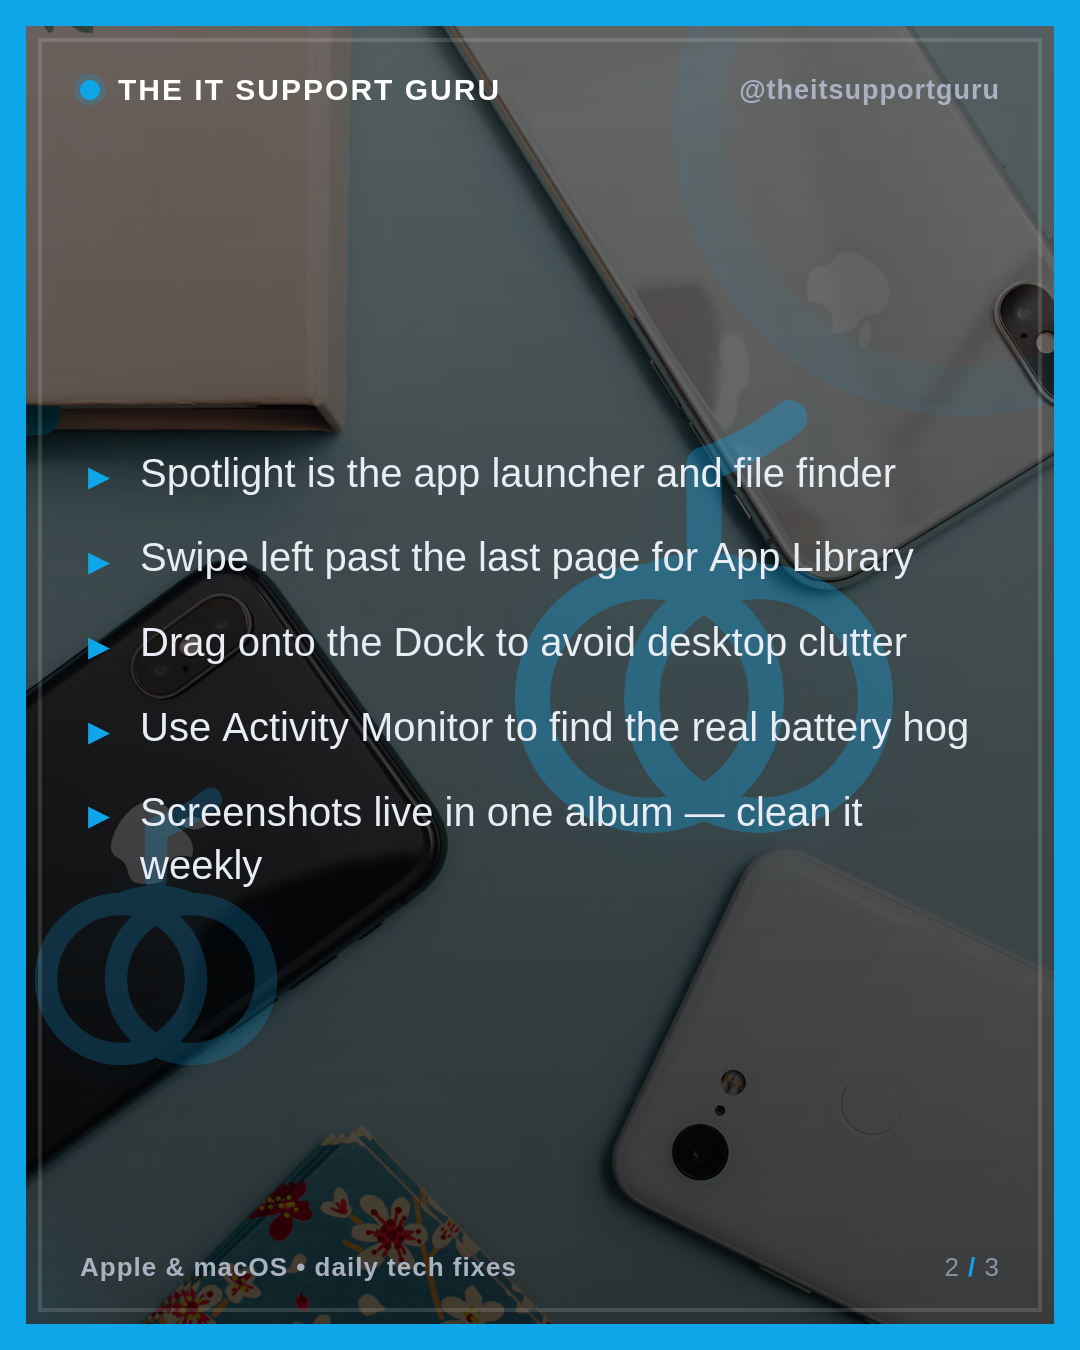 THE IT SUPPORT GURU
@theitsupportguru
▶ Spotlight is the app launcher and file finder
▶ Swipe left past the last page for App Library
▶ Drag onto the Dock to avoid desktop clutter
▶ Use Activity Monitor to find the real battery hog
▶ Screenshots live in one album — clean it
weekly
Apple & macOS • daily tech fixes
2 / 3